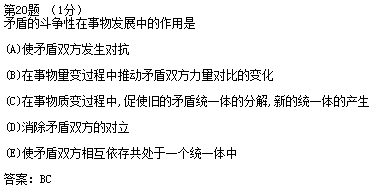 第20题 （1分）
矛盾的斗争性在事物发展中的作用是
(A)使矛盾双方发生对抗
(B)在事物量变过程中推动矛盾双方力量对比的变化
(C)在事物质变过程中,促使旧的矛盾统一体的分解,新的统一体的产生
(D)消除矛盾双方的对立
(E)使矛盾双方相互依存共处于一个统一体中
答案：BC